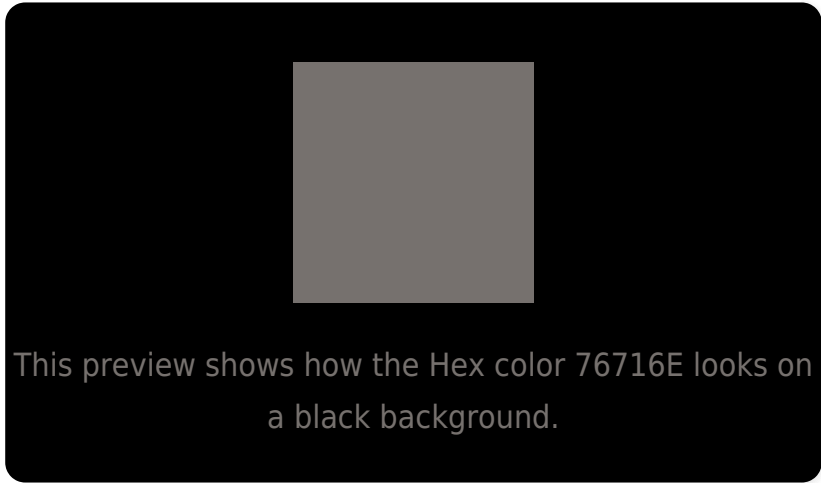 This preview shows how the Hex color 76716E looks on
a black background.